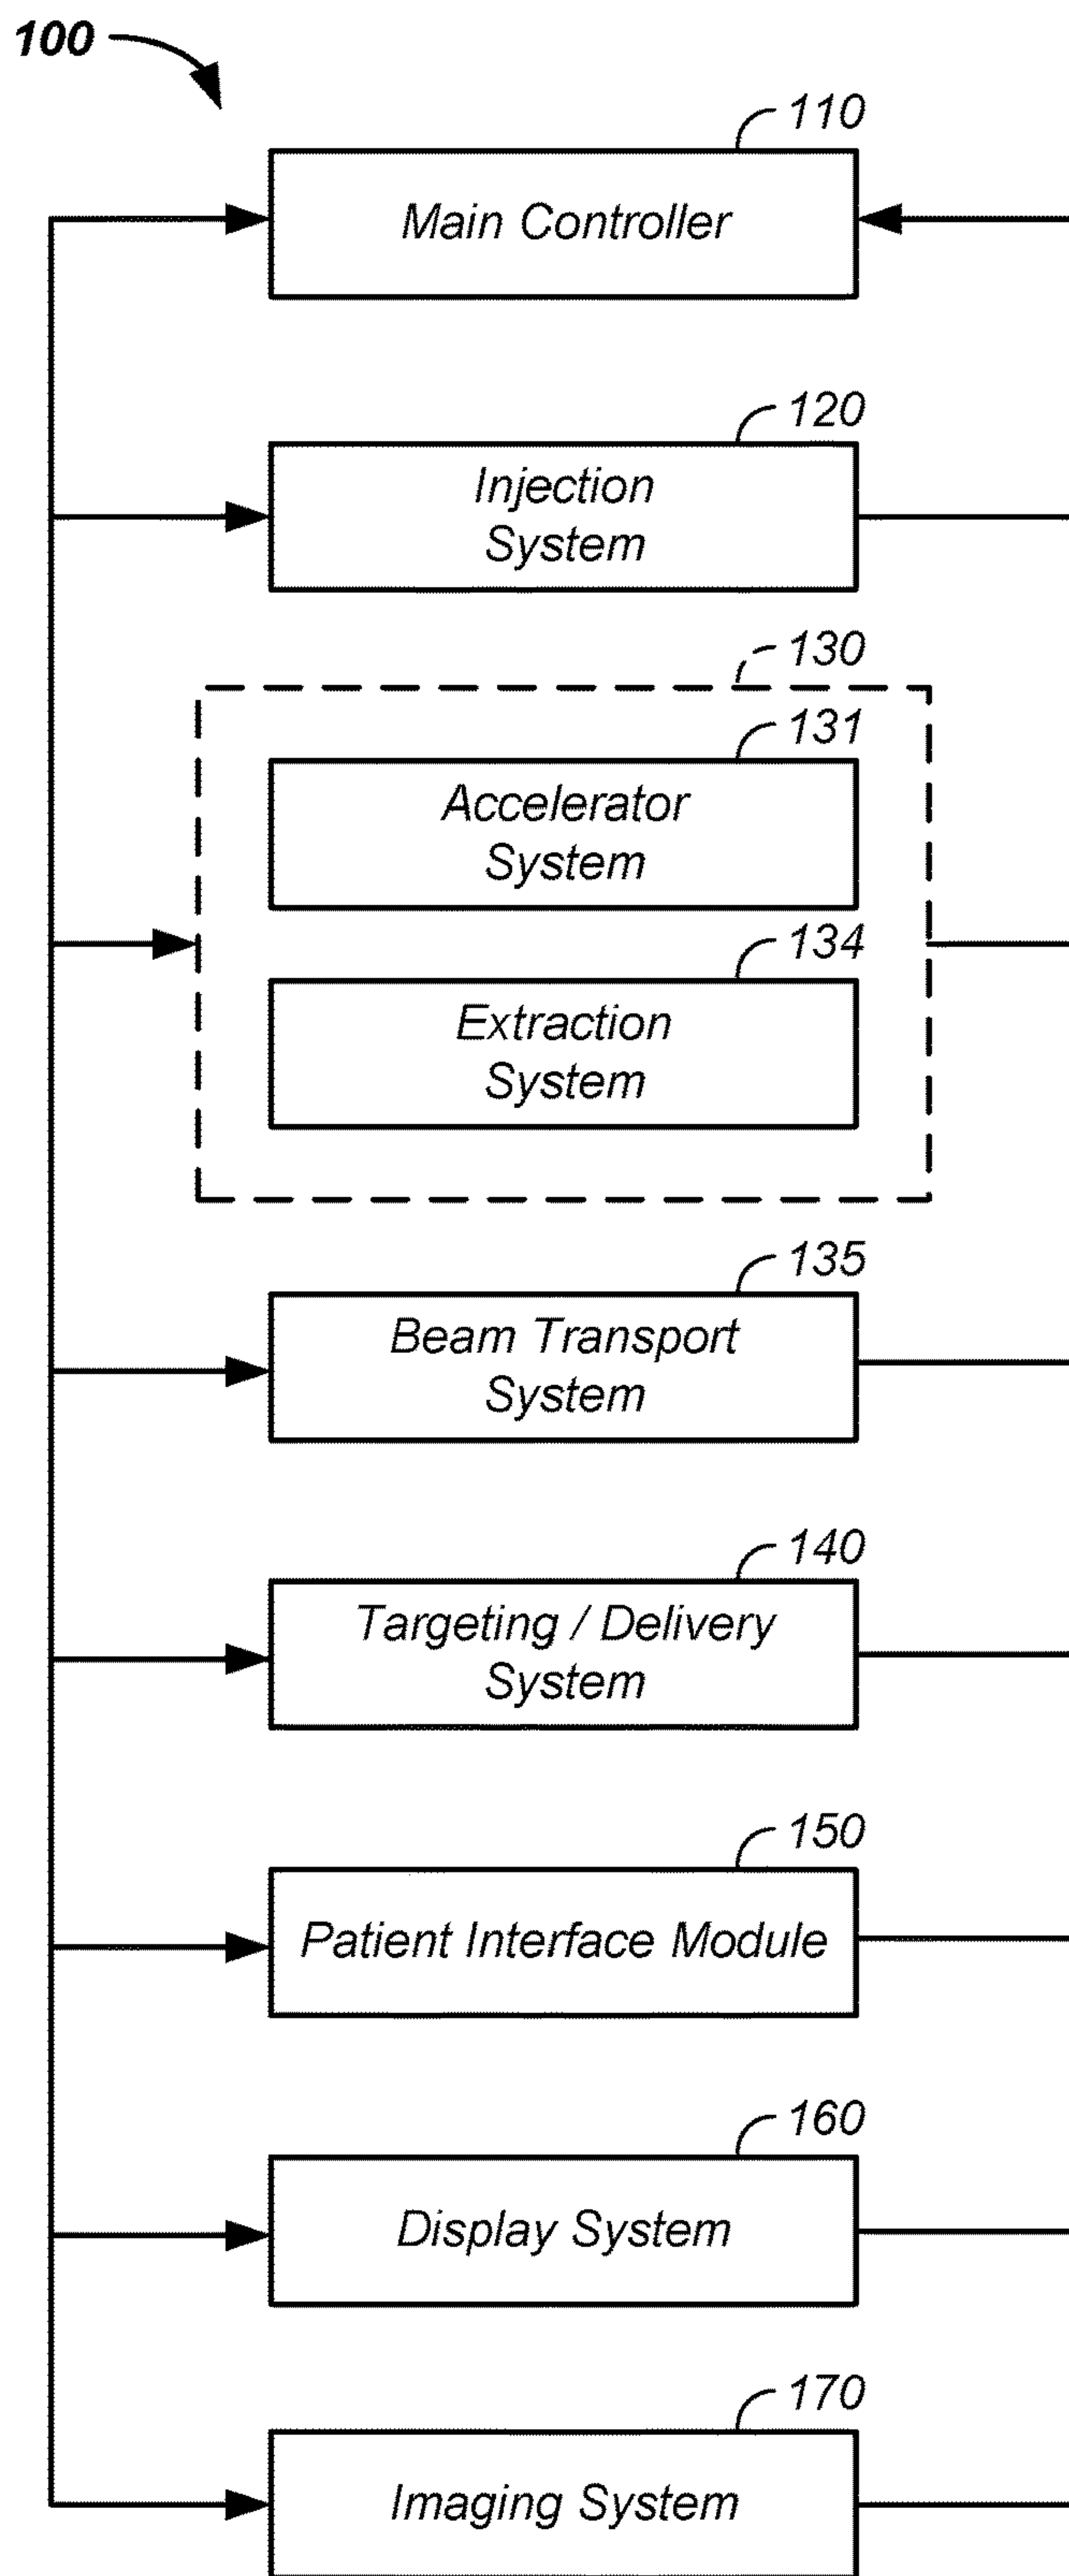 100
110
Main Controller
120
Injection
System
130
131
Accelerator
System
134
Extraction
System
135
Beam Transport
System
140
Targeting / Delivery
System
150
Patient Interface Module
160
Display System
170
Imaging System